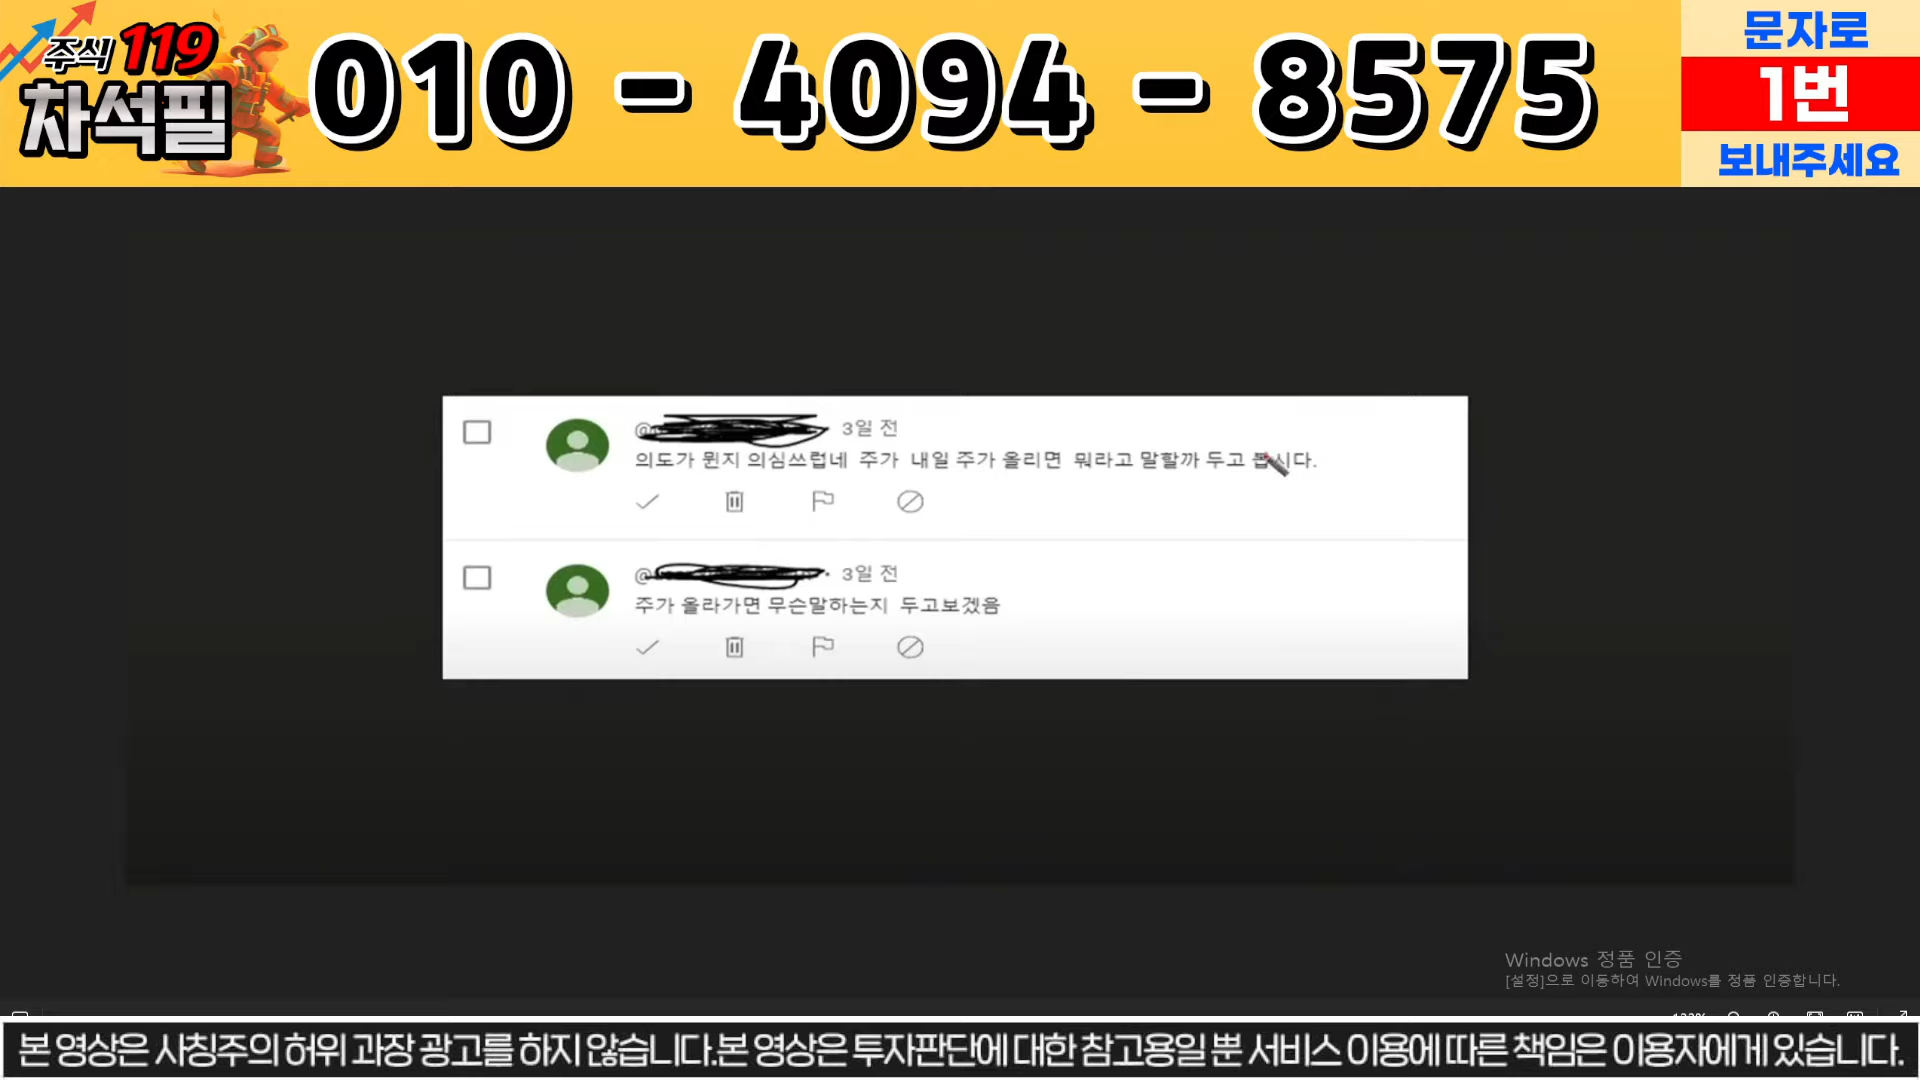 주식 119
차석필
010 - 4094 - 8575
문자로
1번
보내주세요
3일 전
의도가 뭔지 의심쓰럽네 주가 내일 주가 올리면 뭐라고 말할까 두고 봅시다.
3일 전
주가 올라가면 무슨말하는지 두고보겠음
Windows 정품 인증
[설정]으로 이동하여 Windows를 정품 인증합니다.
본 영상은 사칭주의 허위 과장 광고를 하지 않습니다.본 영상은 투자판단에 대한 참고용일 뿐 서비스 이용에 따른 책임은 이용자에게 있습니다.